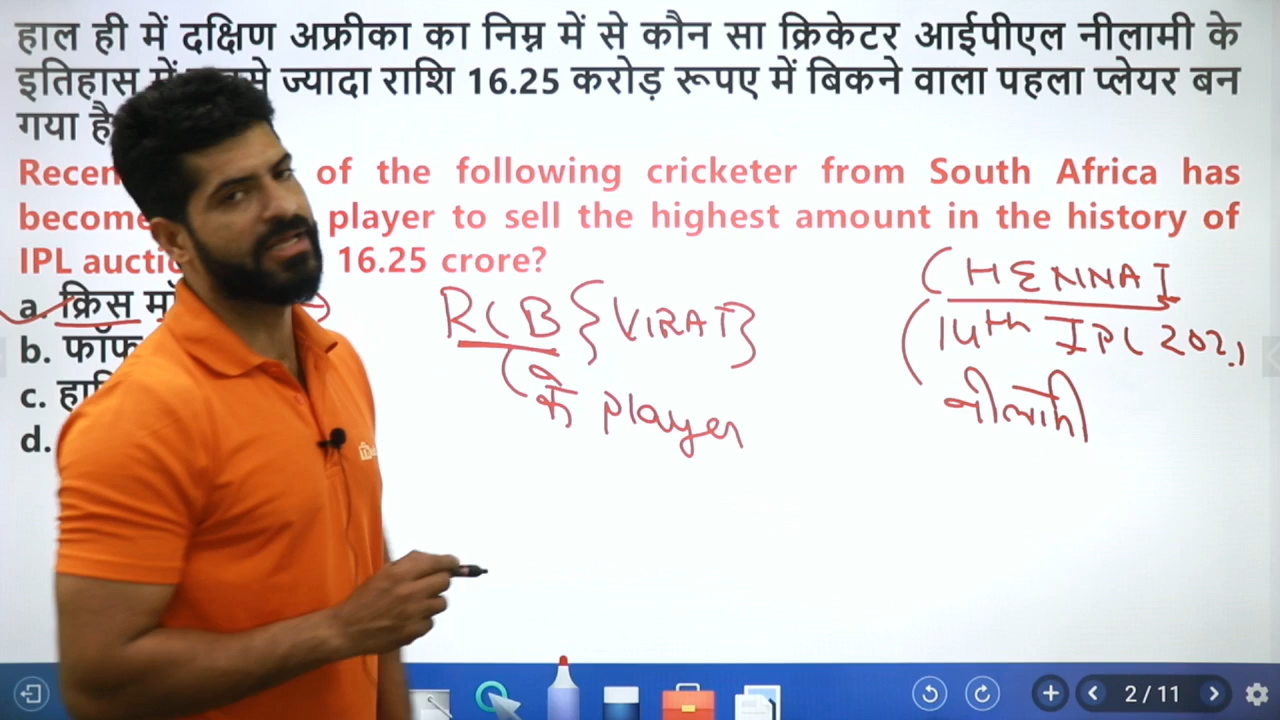 हाल ही में दक्षिण अफ्रीका का निम्न में से कौन सा क्रिकेटर आईपीएल नीलामी के
इतिहास में ज्यादा राशि 16.25 करोड़ रूपए में बिकने वाला पहला प्लेयर बन
गया है
of the following cricketer from South Africa has
become player to sell the highest amount in the history of
IPL 16.25 crore?
a. क्रिस
b.
c.
d.
RCB {VIRAT}
के player
CHENNAI
14th IPL 2021
नीलामी
2 / 11